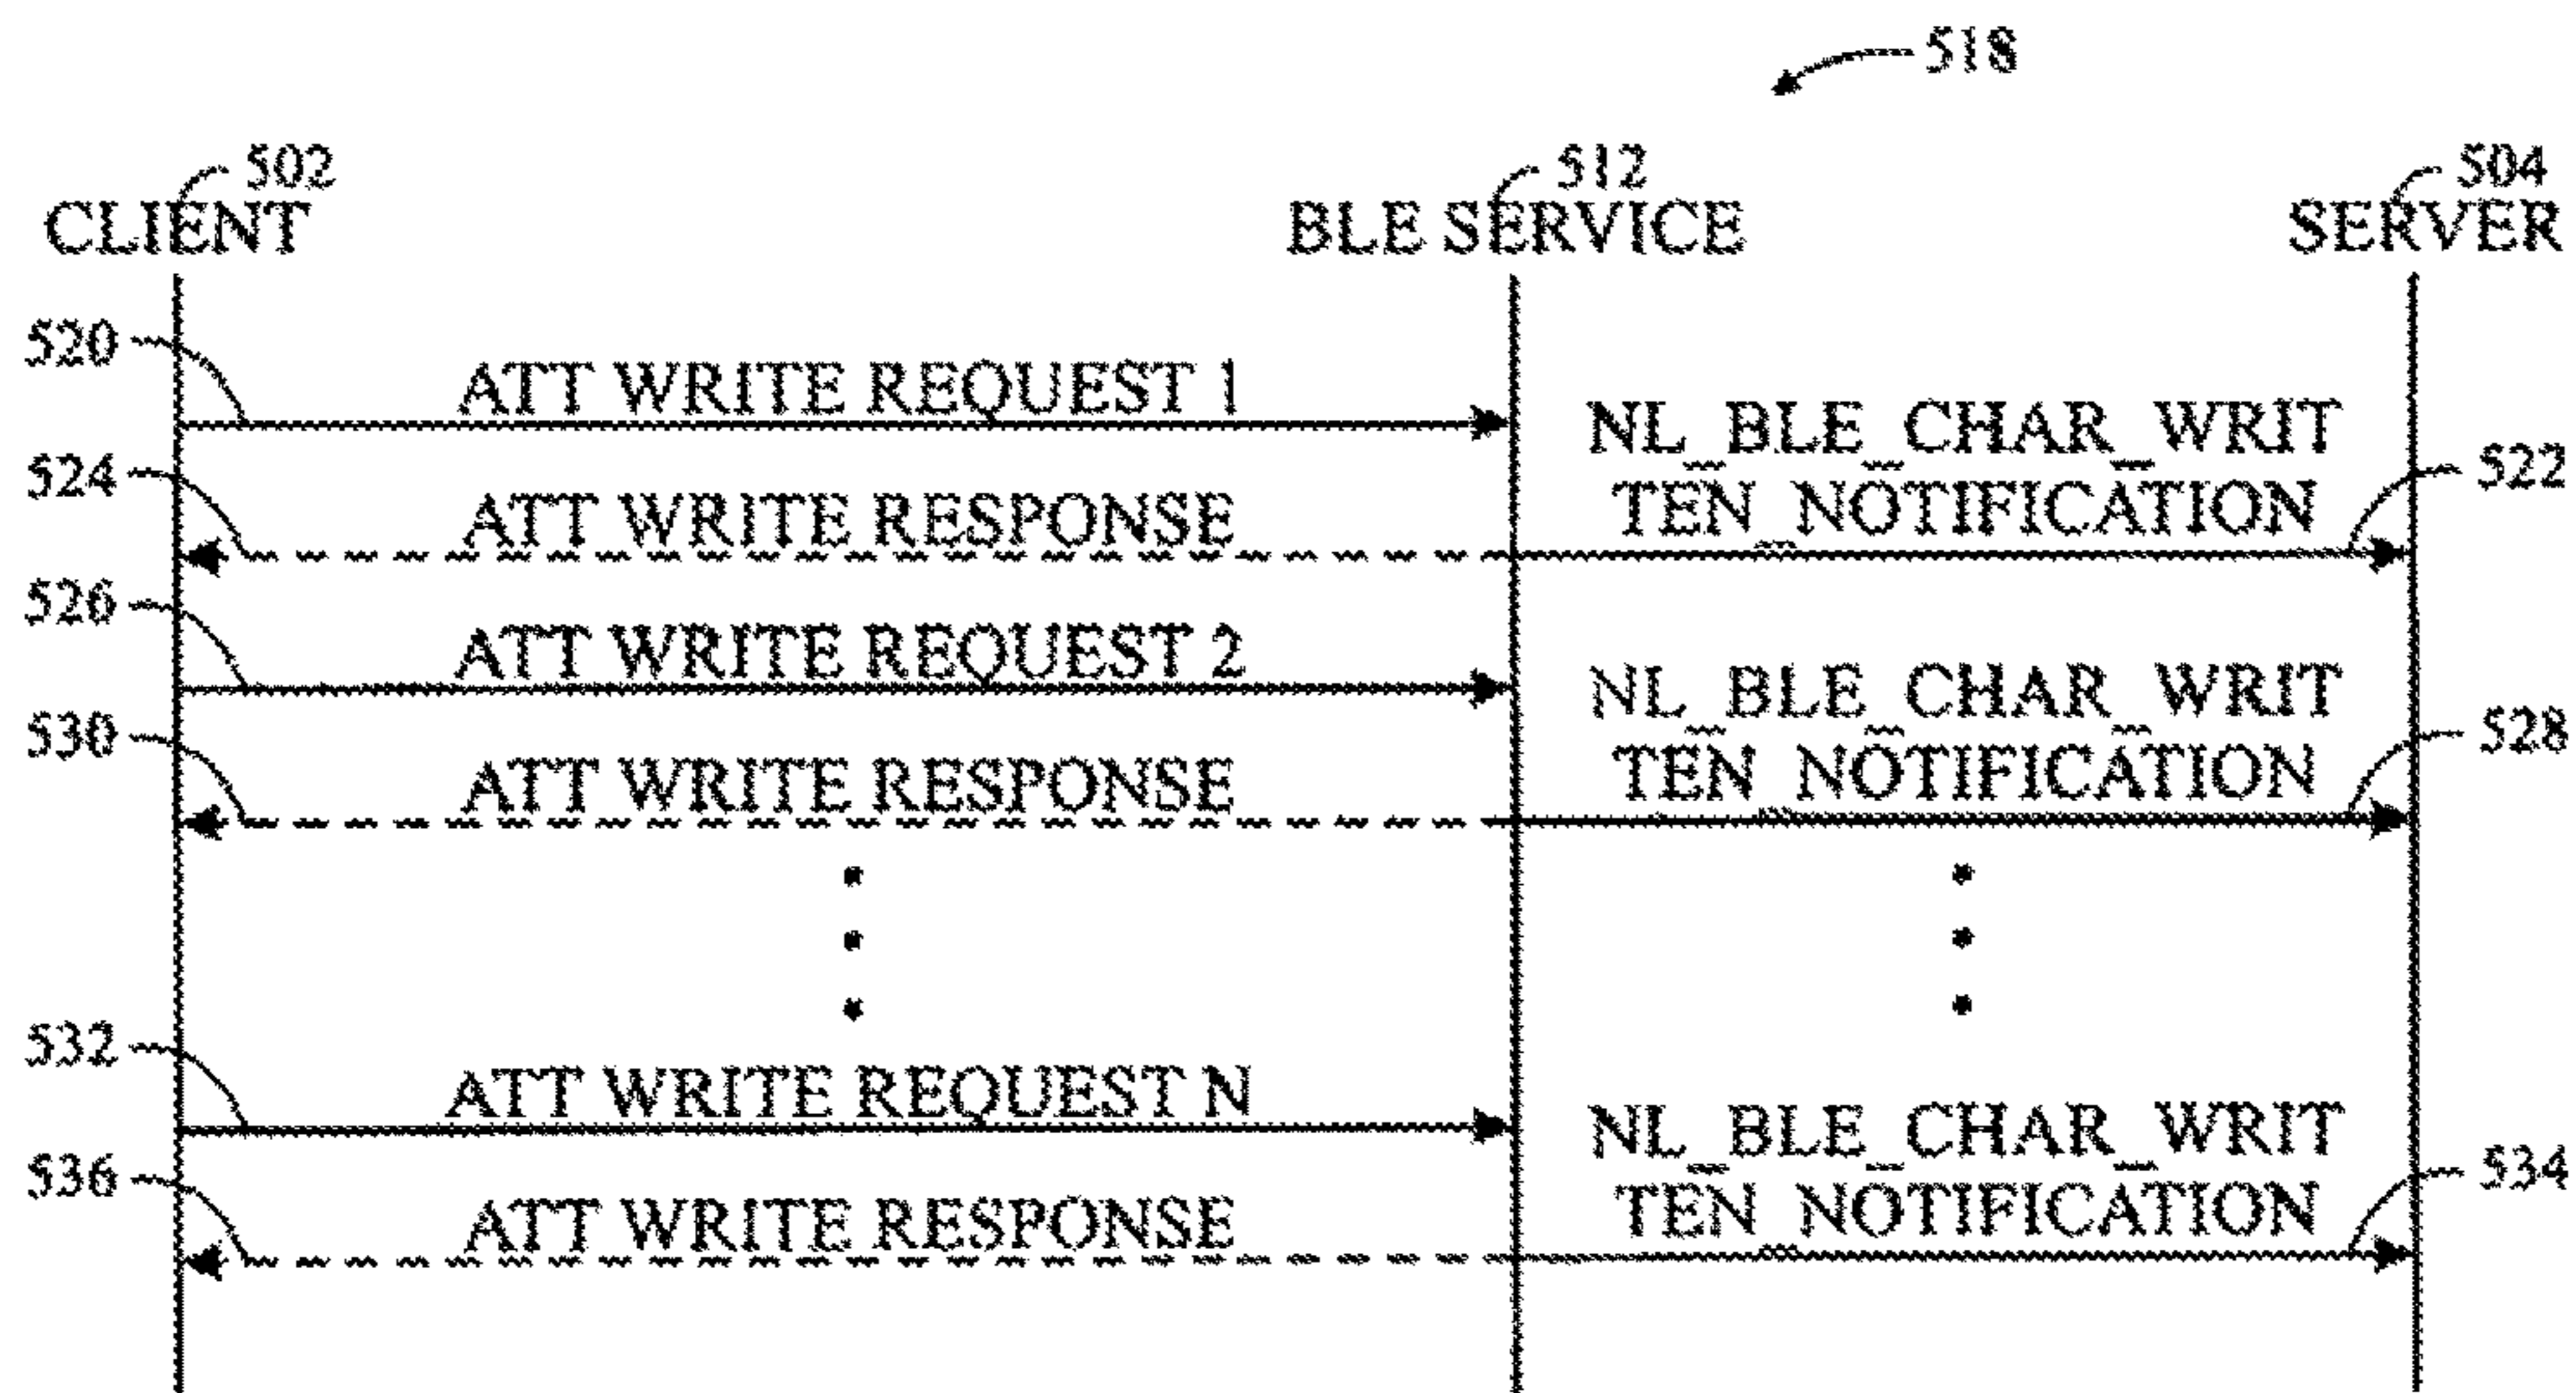 518
502
512
504
CLIENT
BLE SERVICE
SERVER
520
ATT WRITE REQUEST 1
NL_BLE_CHAR_WRIT
TEN_NOTIFICATION
522
524
ATT WRITE RESPONSE
526
ATT WRITE REQUEST 2
NL_BLE_CHAR_WRIT
TEN_NOTIFICATION
528
530
ATT WRITE RESPONSE
532
ATT WRITE REQUEST N
NL_BLE_CHAR_WRIT
TEN_NOTIFICATION
534
536
ATT WRITE RESPONSE